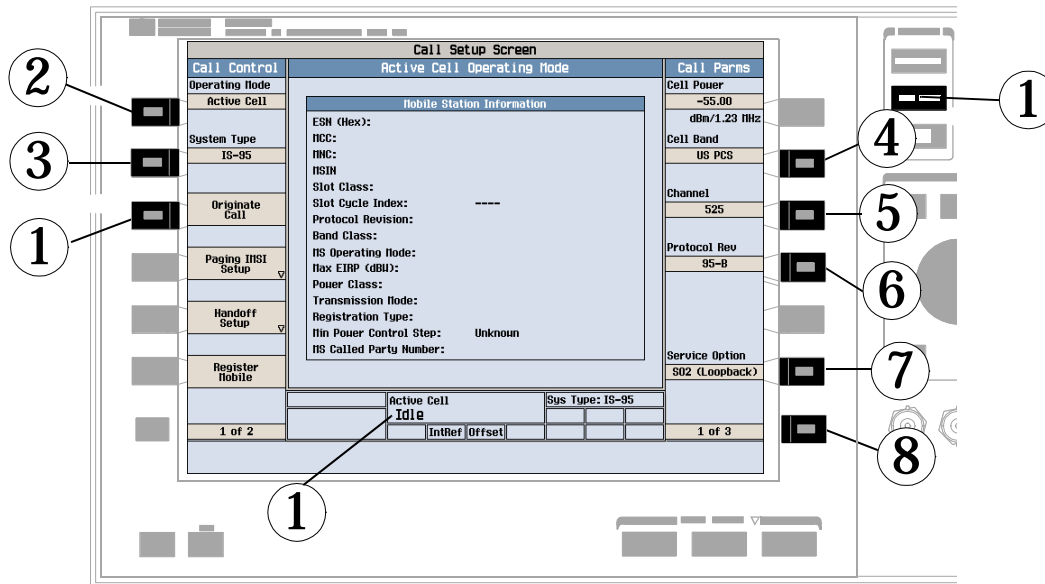 Call Setup Screen
Call Control
Active Cell Operating Mode
Call Parms
Operating Mode
Active Cell
System Type
IS-95
Originate
Call
Paging IMSI
Setup
Handoff
Setup
Register
Mobile
1 of 2
Mobile Station Information
ESN (Hex):
MCC:
MNC:
MSIN
Slot Class:
Slot Cycle Index: ----
Protocol Revision:
Band Class:
MS Operating Mode:
Max EIRP (dBW):
Power Class:
Transmission Mode:
Registration Type:
Min Power Control Step: Unknown
MS Called Party Number:
Active Cell
Idle
Sys Type: IS-95
IntRef Offset
Cell Power
-55.00
dBm/1.23 MHz
Cell Band
US PCS
Channel
525
Protocol Rev
95-B
Service Option
SO2 (Loopback)
1 of 3
2
3
1
1
1
4
5
6
7
8